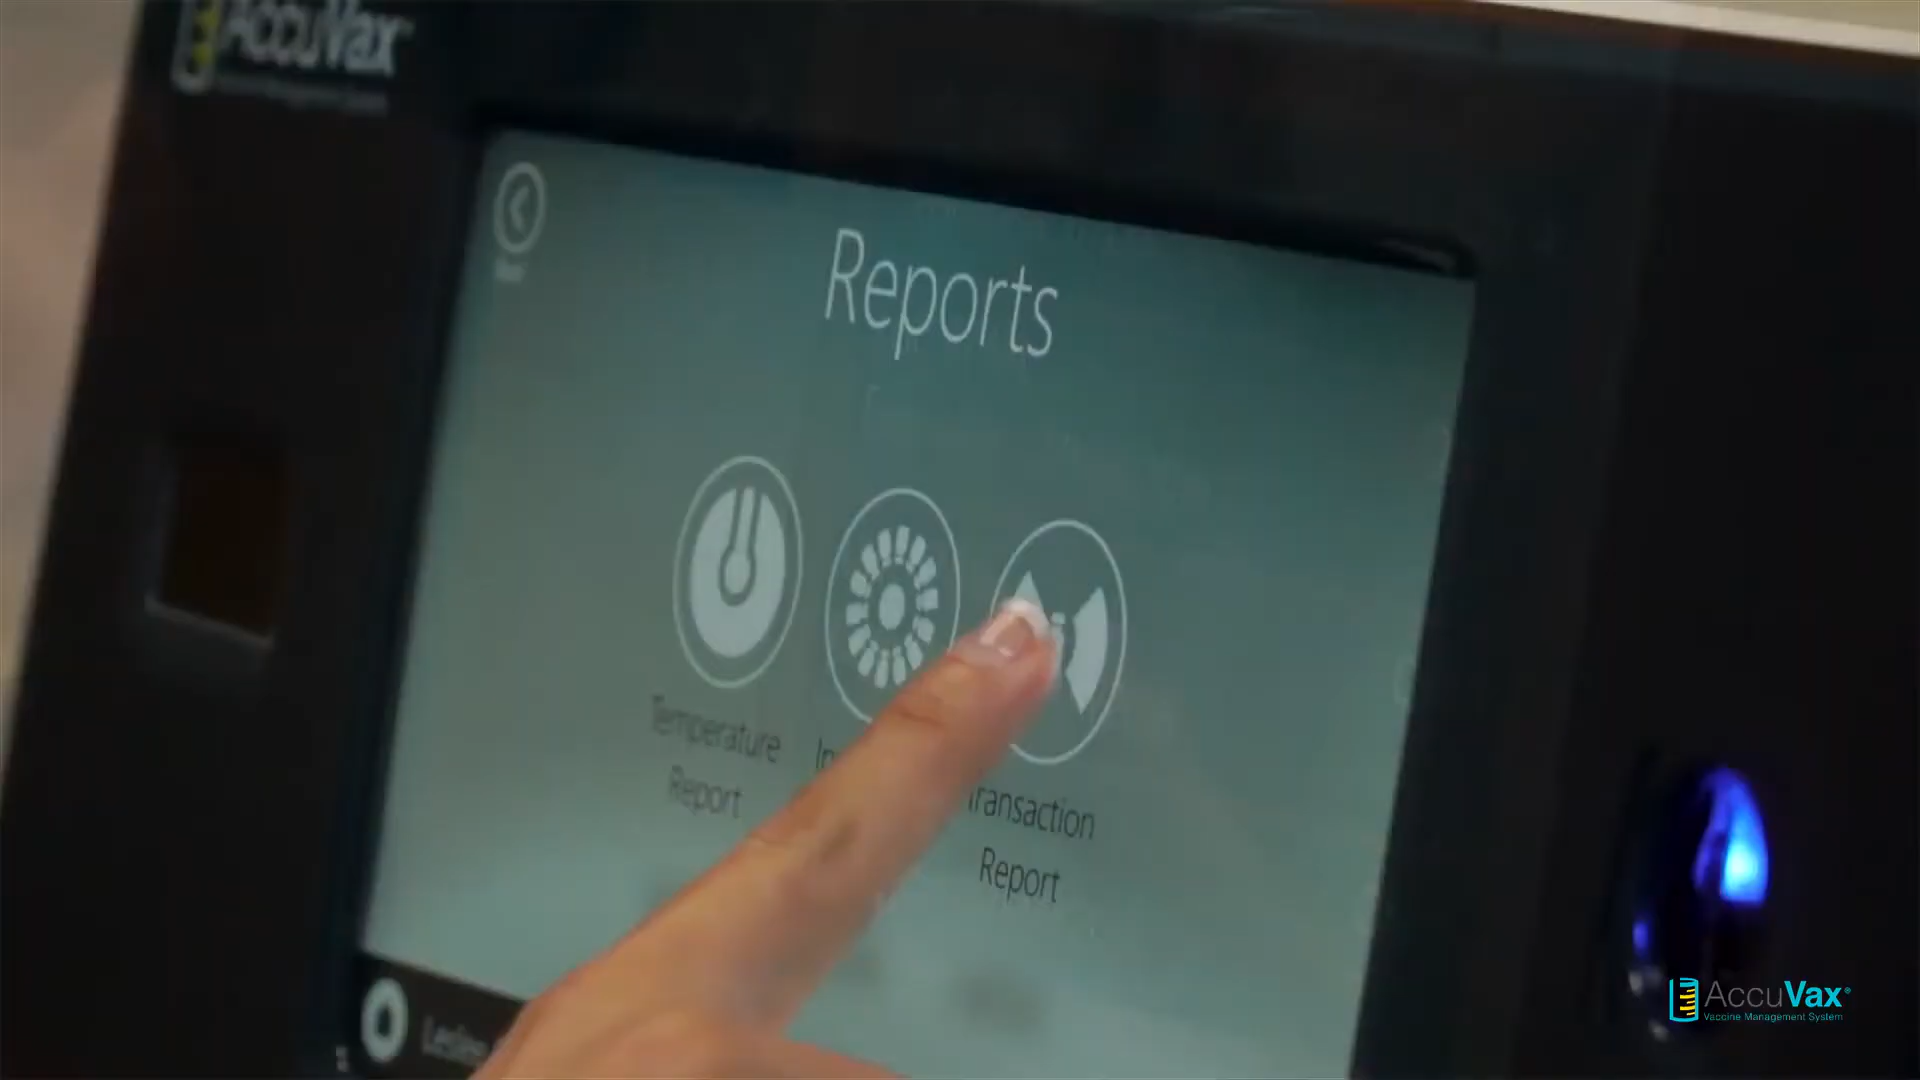 AccuVax
Reports
Temperature
Report
Transaction
Report
AccuVax®
Vaccine Management System